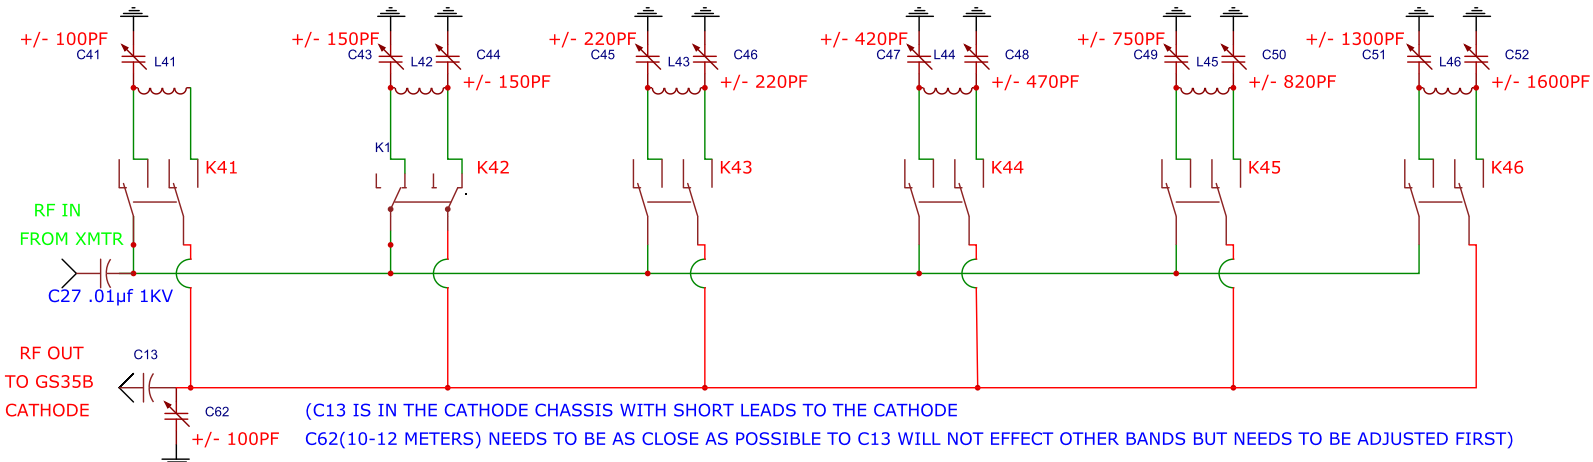 +/- 100PF
C41
L41
+/- 150PF
C43
L42
C44
+/- 150PF
+/- 220PF
C45
L43
C46
+/- 220PF
+/- 420PF
C47
L44
C48
+/- 470PF
+/- 750PF
C49
L45
C50
+/- 820PF
+/- 1300PF
C51
L46
C52
+/- 1600PF
K41
K1
K42
K43
K44
K45
K46
RF IN
FROM XMTR
C27 .01µf 1KV
RF OUT
TO GS35B
CATHODE
C13
C62
+/- 100PF
(C13 IS IN THE CATHODE CHASSIS WITH SHORT LEADS TO THE CATHODE
C62(10-12 METERS) NEEDS TO BE AS CLOSE AS POSSIBLE TO C13 WILL NOT EFFECT OTHER BANDS BUT NEEDS TO BE ADJUSTED FIRST)